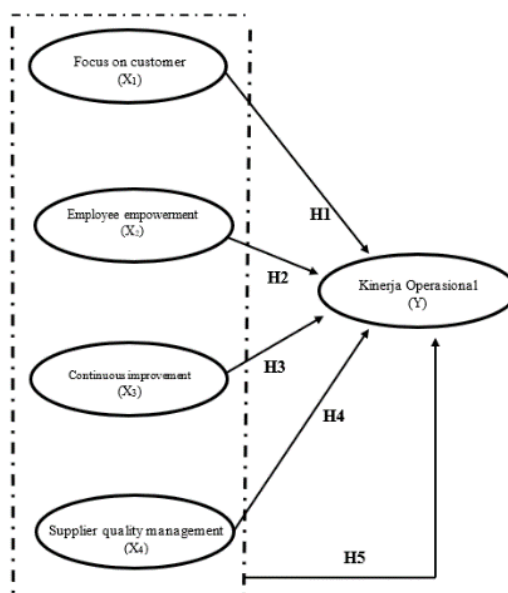 Focus on customer
(X₁)
Employee empowerment
(X₂)
Continuous improvement
(X₃)
Supplier quality management
(X₄)
H1
H2
H3
H4
H5
Kinerja Operasional
(Y)